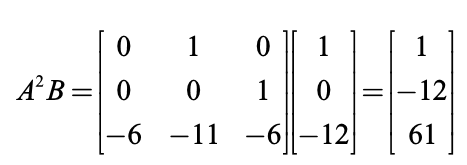 0 1 0 1 1
A²B = [0 0 1] [0] = [−12]
−6 −11 −6 −12 61